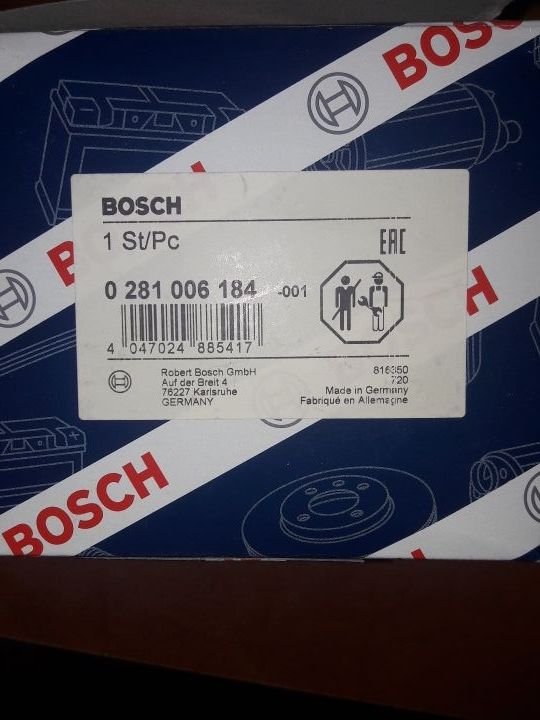 BOSCH
BOSCH
1 St/Pc
EAC
0 281 006 184 -001
4 047024 885417
Robert Bosch GmbH
Auf der Breit 4
76227 Karlsruhe
GERMANY
816350
720
Made in Germany
Fabriqué en Allemagne
H
BOSCH